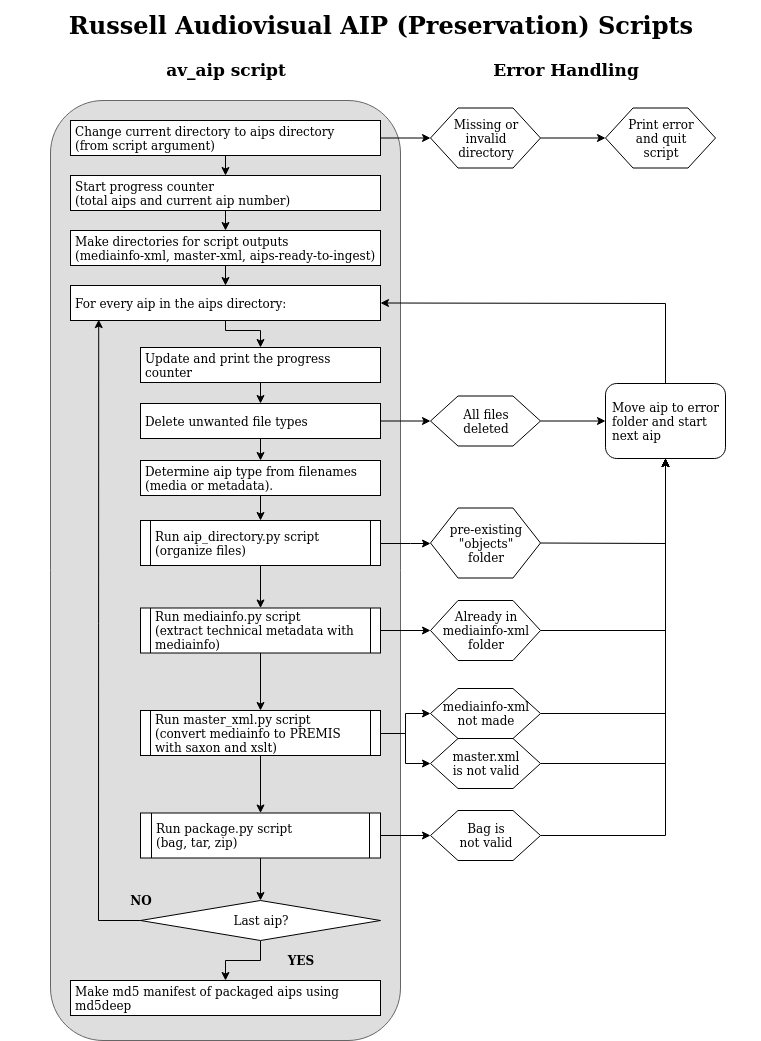 Russell Audiovisual AIP (Preservation) Scripts
av_aip script
Error Handling
Change current directory to aips directory
(from script argument)
Missing or
invalid
directory
Print error
and quit
script
Start progress counter
(total aips and current aip number)
Make directories for script outputs
(mediainfo-xml, master-xml, aips-ready-to-ingest)
For every aip in the aips directory:
Update and print the progress
counter
Delete unwanted file types
All files
deleted
Move aip to error
folder and start
next aip
Determine aip type from filenames
(media or metadata).
Run aip_directory.py script
(organize files)
pre-existing
"objects"
folder
Run mediainfo.py script
(extract technical metadata with
mediainfo)
Already in
mediainfo-xml
folder
Run master_xml.py script
(convert mediainfo to PREMIS
with saxon and xslt)
mediainfo-xml
not made
master.xml
is not valid
Run package.py script
(bag, tar, zip)
Bag is
not valid
NO
Last aip?
YES
Make md5 manifest of packaged aips using
md5deep